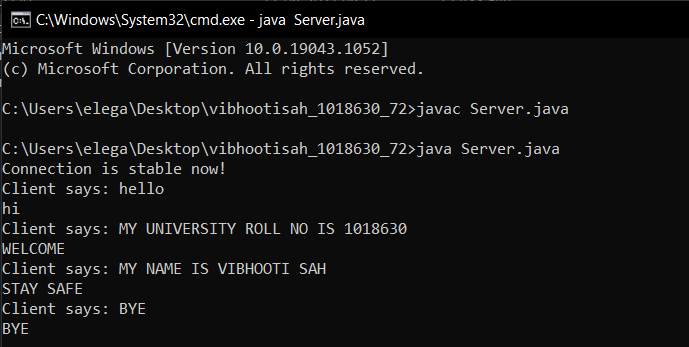 C:\Windows\System32\cmd.exe - java  Server.java
Microsoft Windows [Version 10.0.19043.1052]
(c) Microsoft Corporation. All rights reserved.
C:\Users\elega\Desktop\vibhootisah_1018630_72>javac Server.java
C:\Users\elega\Desktop\vibhootisah_1018630_72>java Server.java
Connection is stable now!
Client says: hello
hi
Client says: MY UNIVERSITY ROLL NO IS 1018630
WELCOME
Client says: MY NAME IS VIBHOOTI SAH
STAY SAFE
Client says: BYE
BYE